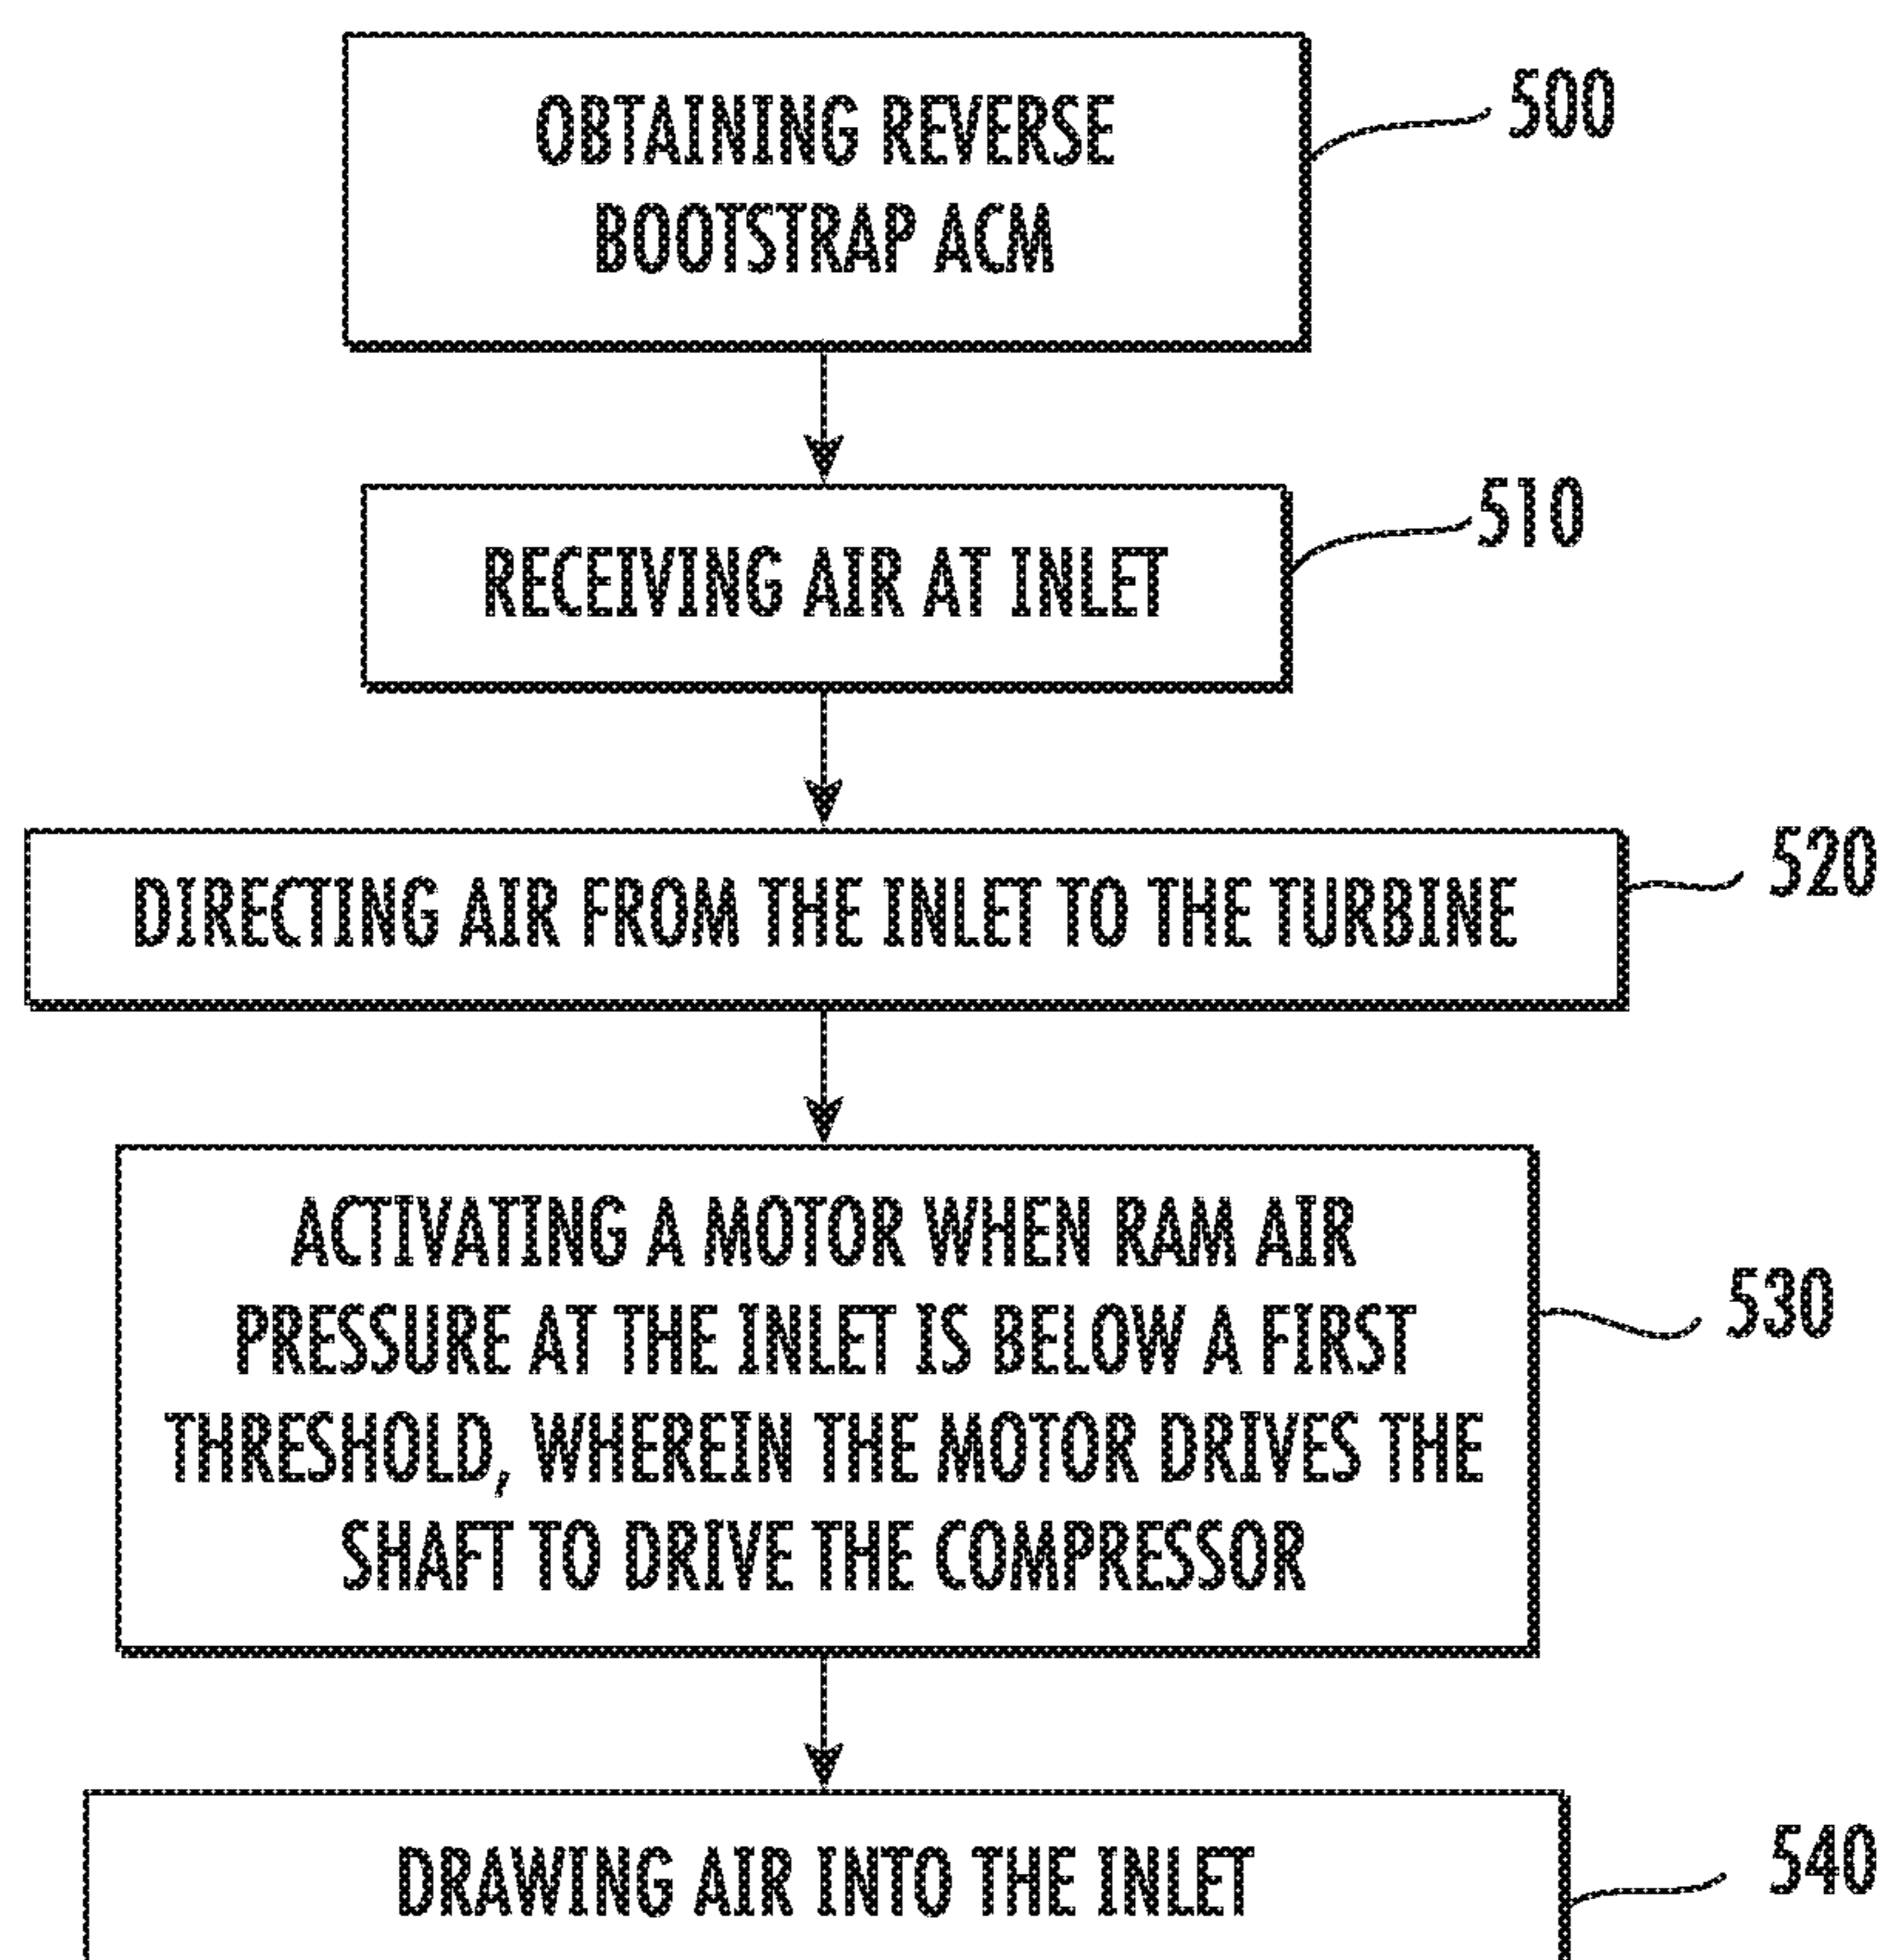 OBTAINING REVERSE
BOOTSTRAP ACM
500
RECEIVING AIR AT INLET
510
DIRECTING AIR FROM THE INLET TO THE TURBINE
520
ACTIVATING A MOTOR WHEN RAM AIR
PRESSURE AT THE INLET IS BELOW A FIRST
THRESHOLD, WHEREIN THE MOTOR DRIVES THE
SHAFT TO DRIVE THE COMPRESSOR
530
DRAWING AIR INTO THE INLET
540